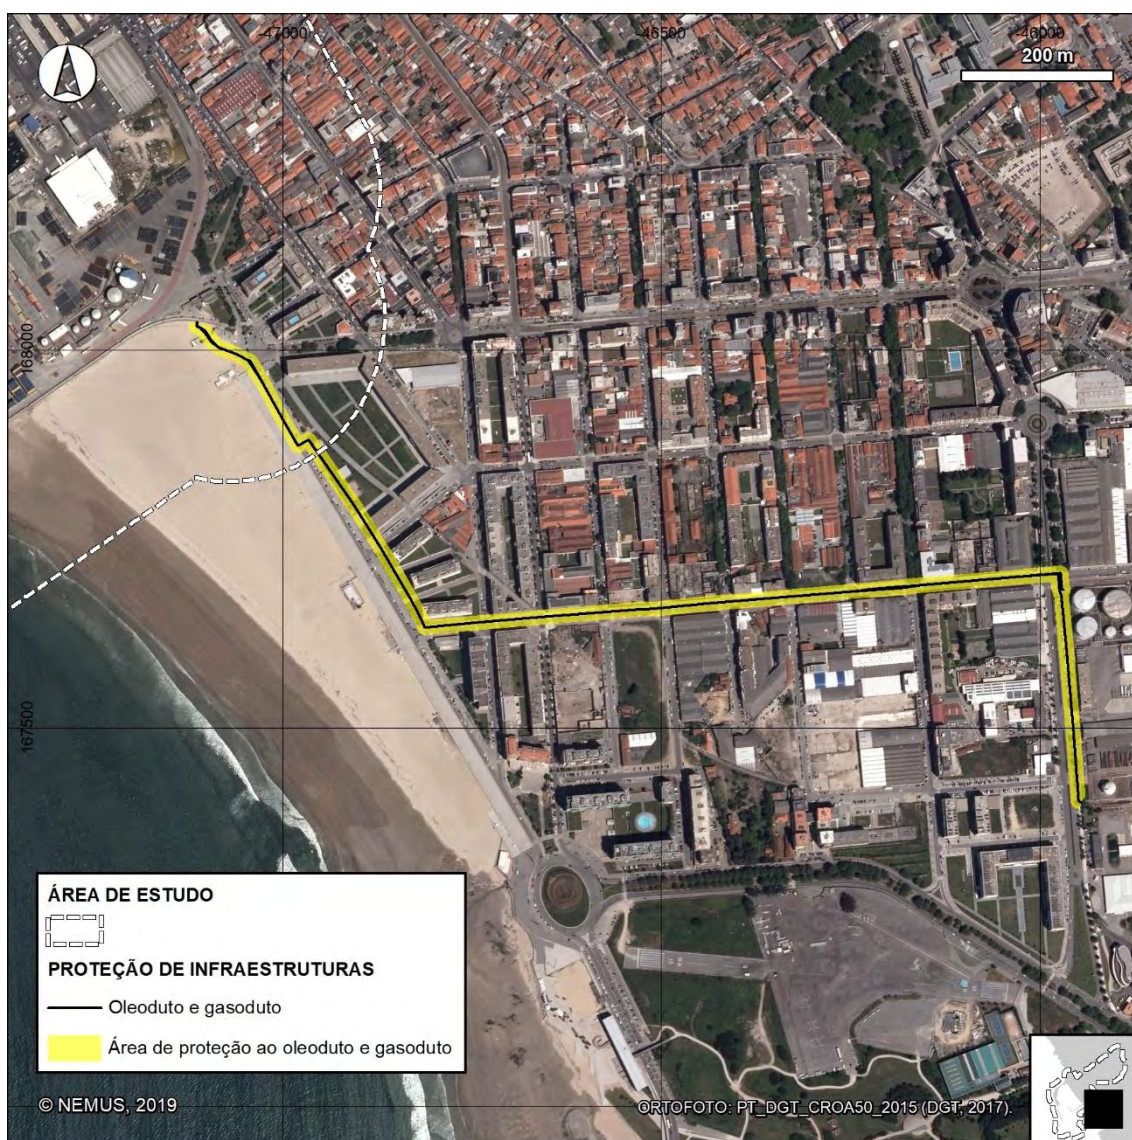 -47000
-46500
-46000
200 m
168000
167500
ÁREA DE ESTUDO
PROTEÇÃO DE INFRAESTRUTURAS
Oleoduto e gasoduto
Área de proteção ao oleoduto e gasoduto
© NEMUS, 2019
ORTOFOTO: PT_DGT_CROA50_2015 (DGT, 2017).